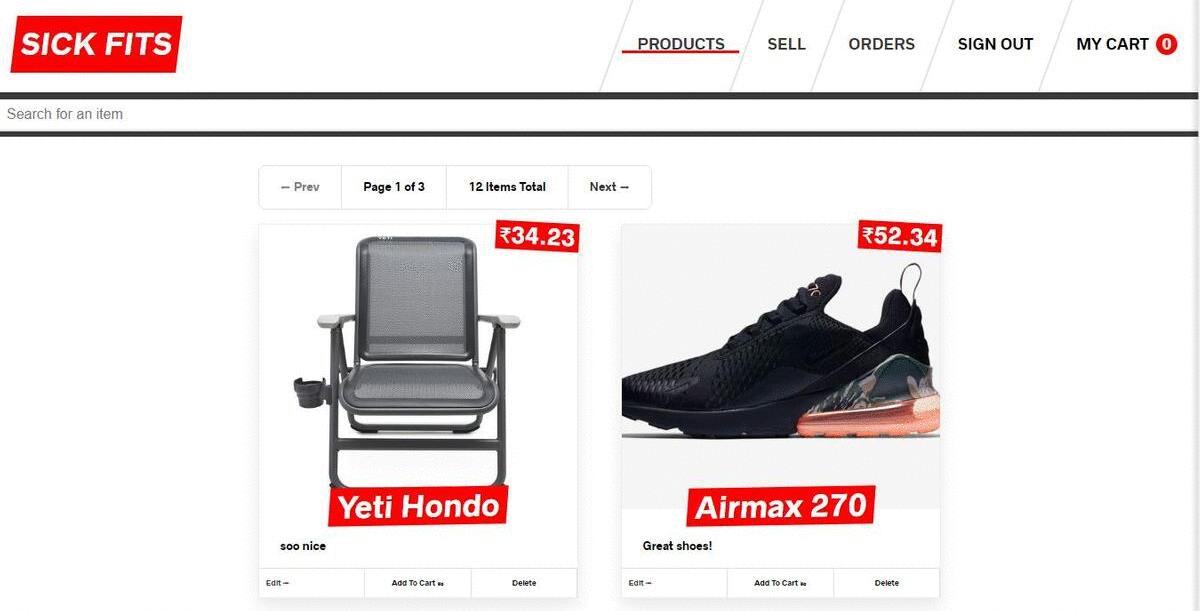 SICK FITS
PRODUCTS
SELL
ORDERS
SIGN OUT
MY CART 0
Search for an item
← Prev
Page 1 of 3
12 Items Total
Next →
₹34.23
YETI
Yeti Hondo
soo nice
Edit
Add To Cart
Delete
₹52.34
Airmax 270
Great shoes!
Edit
Add To Cart
Delete